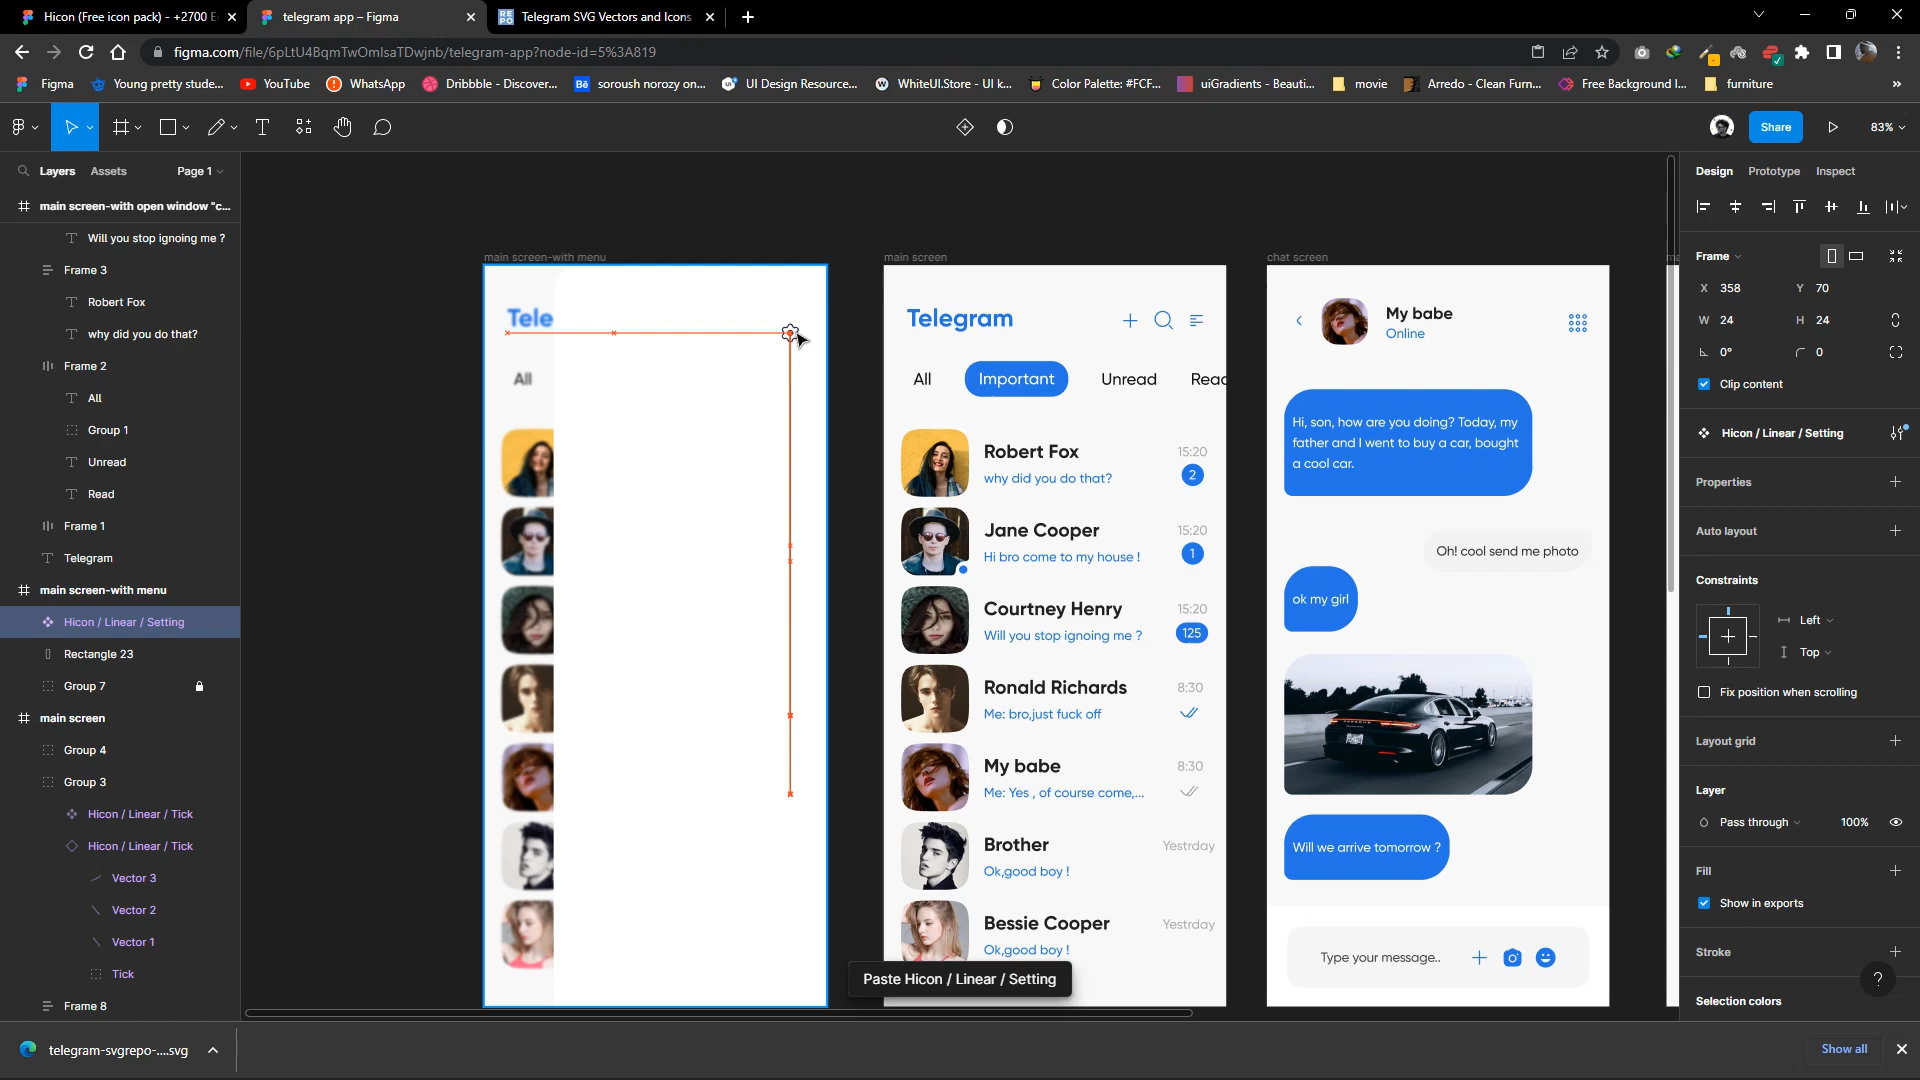 Hicon (Free icon pack) - +2700 E
telegram app – Figma
Telegram SVG Vectors and Icons
figma.com/file/6pLtU4BqmTwOmIsaTDwjnb/telegram-app?node-id=5%3A819
Figma
Young pretty stude...
YouTube
WhatsApp
Dribbble - Discover...
soroush norozy on...
UI Design Resource...
WhiteUI.Store - UI k...
Color Palette: #FCF...
uiGradients - Beauti...
movie
Arredo - Clean Furn...
Free Background I...
furniture
Share
83%
Layers
Assets
Page 1
main screen-with open window "c...
Will you stop ignoing me ?
Frame 3
Robert Fox
why did you do that?
Frame 2
All
Group 1
Unread
Read
Frame 1
Telegram
main screen-with menu
Hicon / Linear / Setting
Rectangle 23
Group 7
main screen
Group 4
Group 3
Hicon / Linear / Tick
Hicon / Linear / Tick
Vector 3
Vector 2
Vector 1
Tick
Frame 8
main screen-with menu
Tele
All
main screen
Telegram
All
Important
Unread
Read
Robert Fox
15:20
why did you do that?
2
Jane Cooper
15:20
Hi bro come to my house !
1
Courtney Henry
15:20
Will you stop ignoing me ?
125
Ronald Richards
8:30
Me: bro,just fuck off
My babe
8:30
Me: Yes , of course come,...
Brother
Yestrday
Ok,good boy !
Bessie Cooper
Yestrday
Ok,good boy !
Paste Hicon / Linear / Setting
chat screen
My babe
Online
Hi, son, how are you doing? Today, my
father and I went to buy a car, bought
a cool car.
Oh! cool send me photo
ok my girl
Will we arrive tomorrow ?
Type your message..
ma
Design
Prototype
Inspect
Frame
X 358
Y 70
W 24
H 24
0°
0
Clip content
Hicon / Linear / Setting
Properties
Auto layout
Constraints
Left
Top
Fix position when scrolling
Layout grid
Layer
Pass through
100%
Fill
Show in exports
Stroke
?
Selection colors
telegram-svgrepo-....svg
Show all